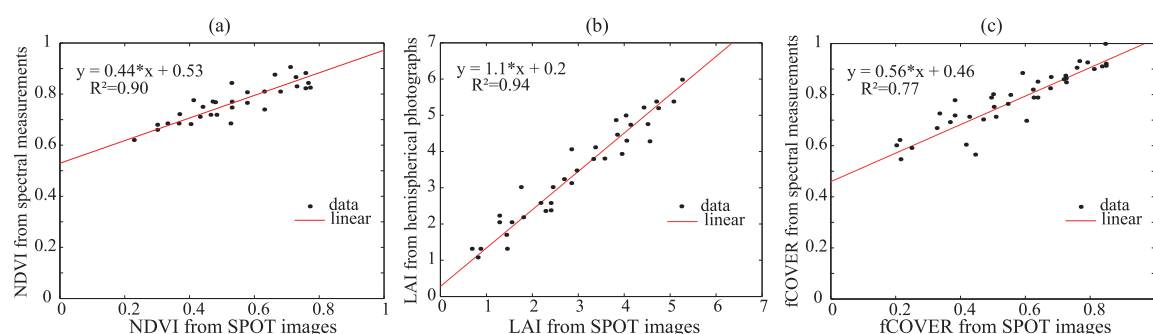 (a)
NDVI from spectral measurements
1
0.8
0.6
0.4
0.2
0
y = 0.44*x + 0.53
R²=0.90
data
linear
0
0.2
0.4
0.6
0.8
1
NDVI from SPOT images
(b)
LAI from hemispherical photographs
7
6
5
4
3
2
1
0
y = 1.1*x + 0.2
R²=0.94
data
linear
1
2
3
4
5
6
7
LAI from SPOT images
(c)
fCOVER from spectral measurements
1
0.8
0.6
0.4
0.2
0
y = 0.56*x + 0.46
R²=0.77
data
linear
0
0.2
0.4
0.6
0.8
fCOVER from SPOT images